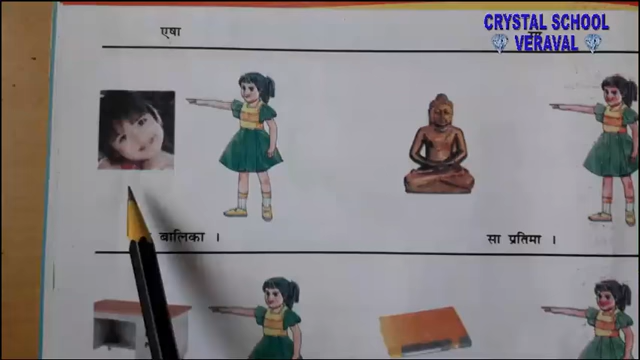 CRYSTAL SCHOOL
VERAVAL
एषा
बालिका ।
सा प्रतिमा ।